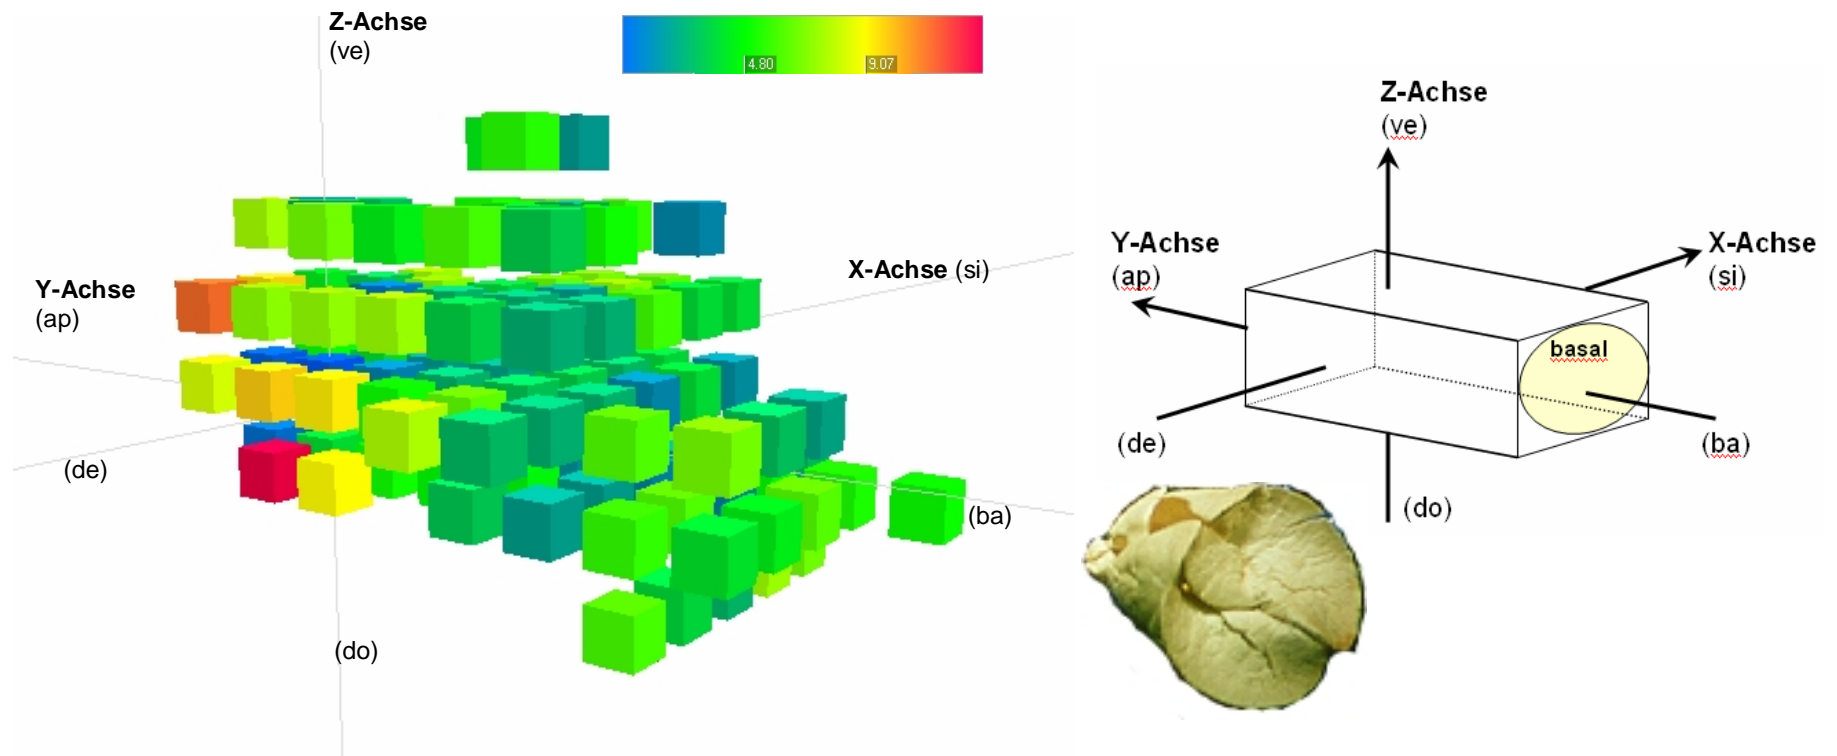 Z-Achse
(ve)
4.80
9.07
Y-Achse
(ap)
X-Achse (si)
(de)
(ba)
(do)
Z-Achse
(ve)
Y-Achse
(ap)
X-Achse
(si)
basal
(de)
(ba)
(do)